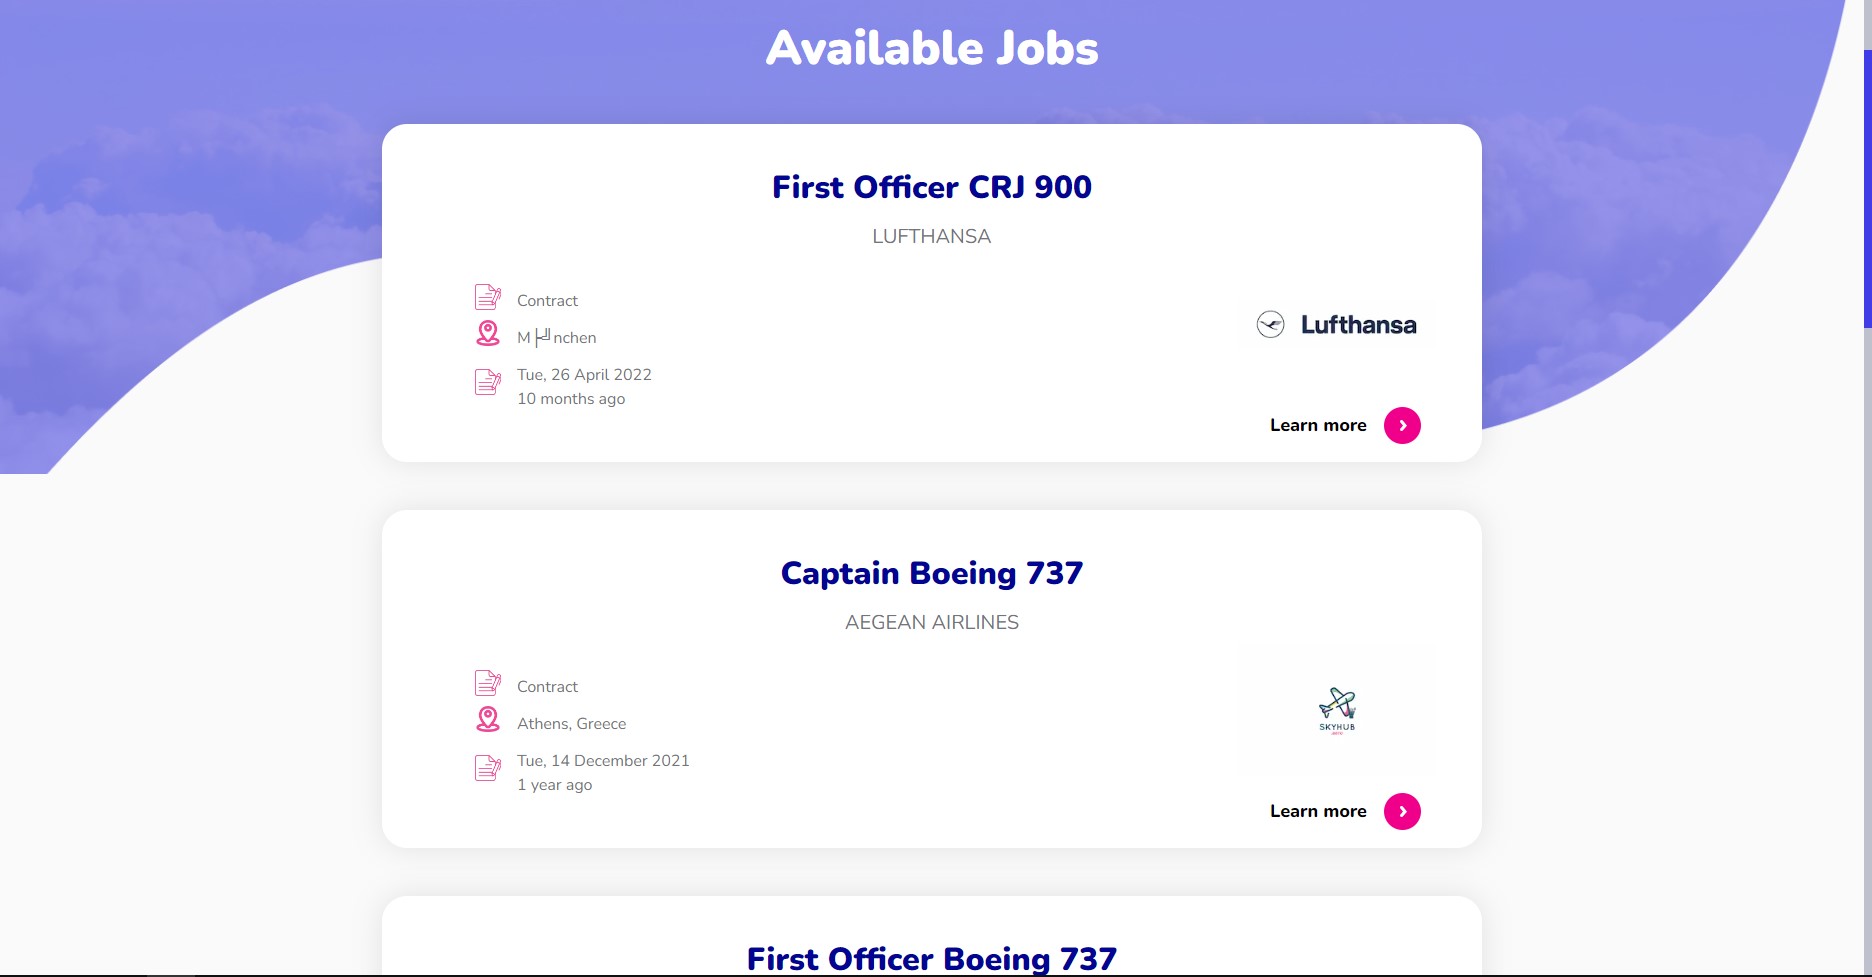 Available Jobs
First Officer CRJ 900
LUFTHANSA
Contract
M├╝nchen
Tue, 26 April 2022
10 months ago
Lufthansa
Learn more
Captain Boeing 737
AEGEAN AIRLINES
Contract
Athens, Greece
Tue, 14 December 2021
1 year ago
SKYHUB
Learn more
First Officer Boeing 737